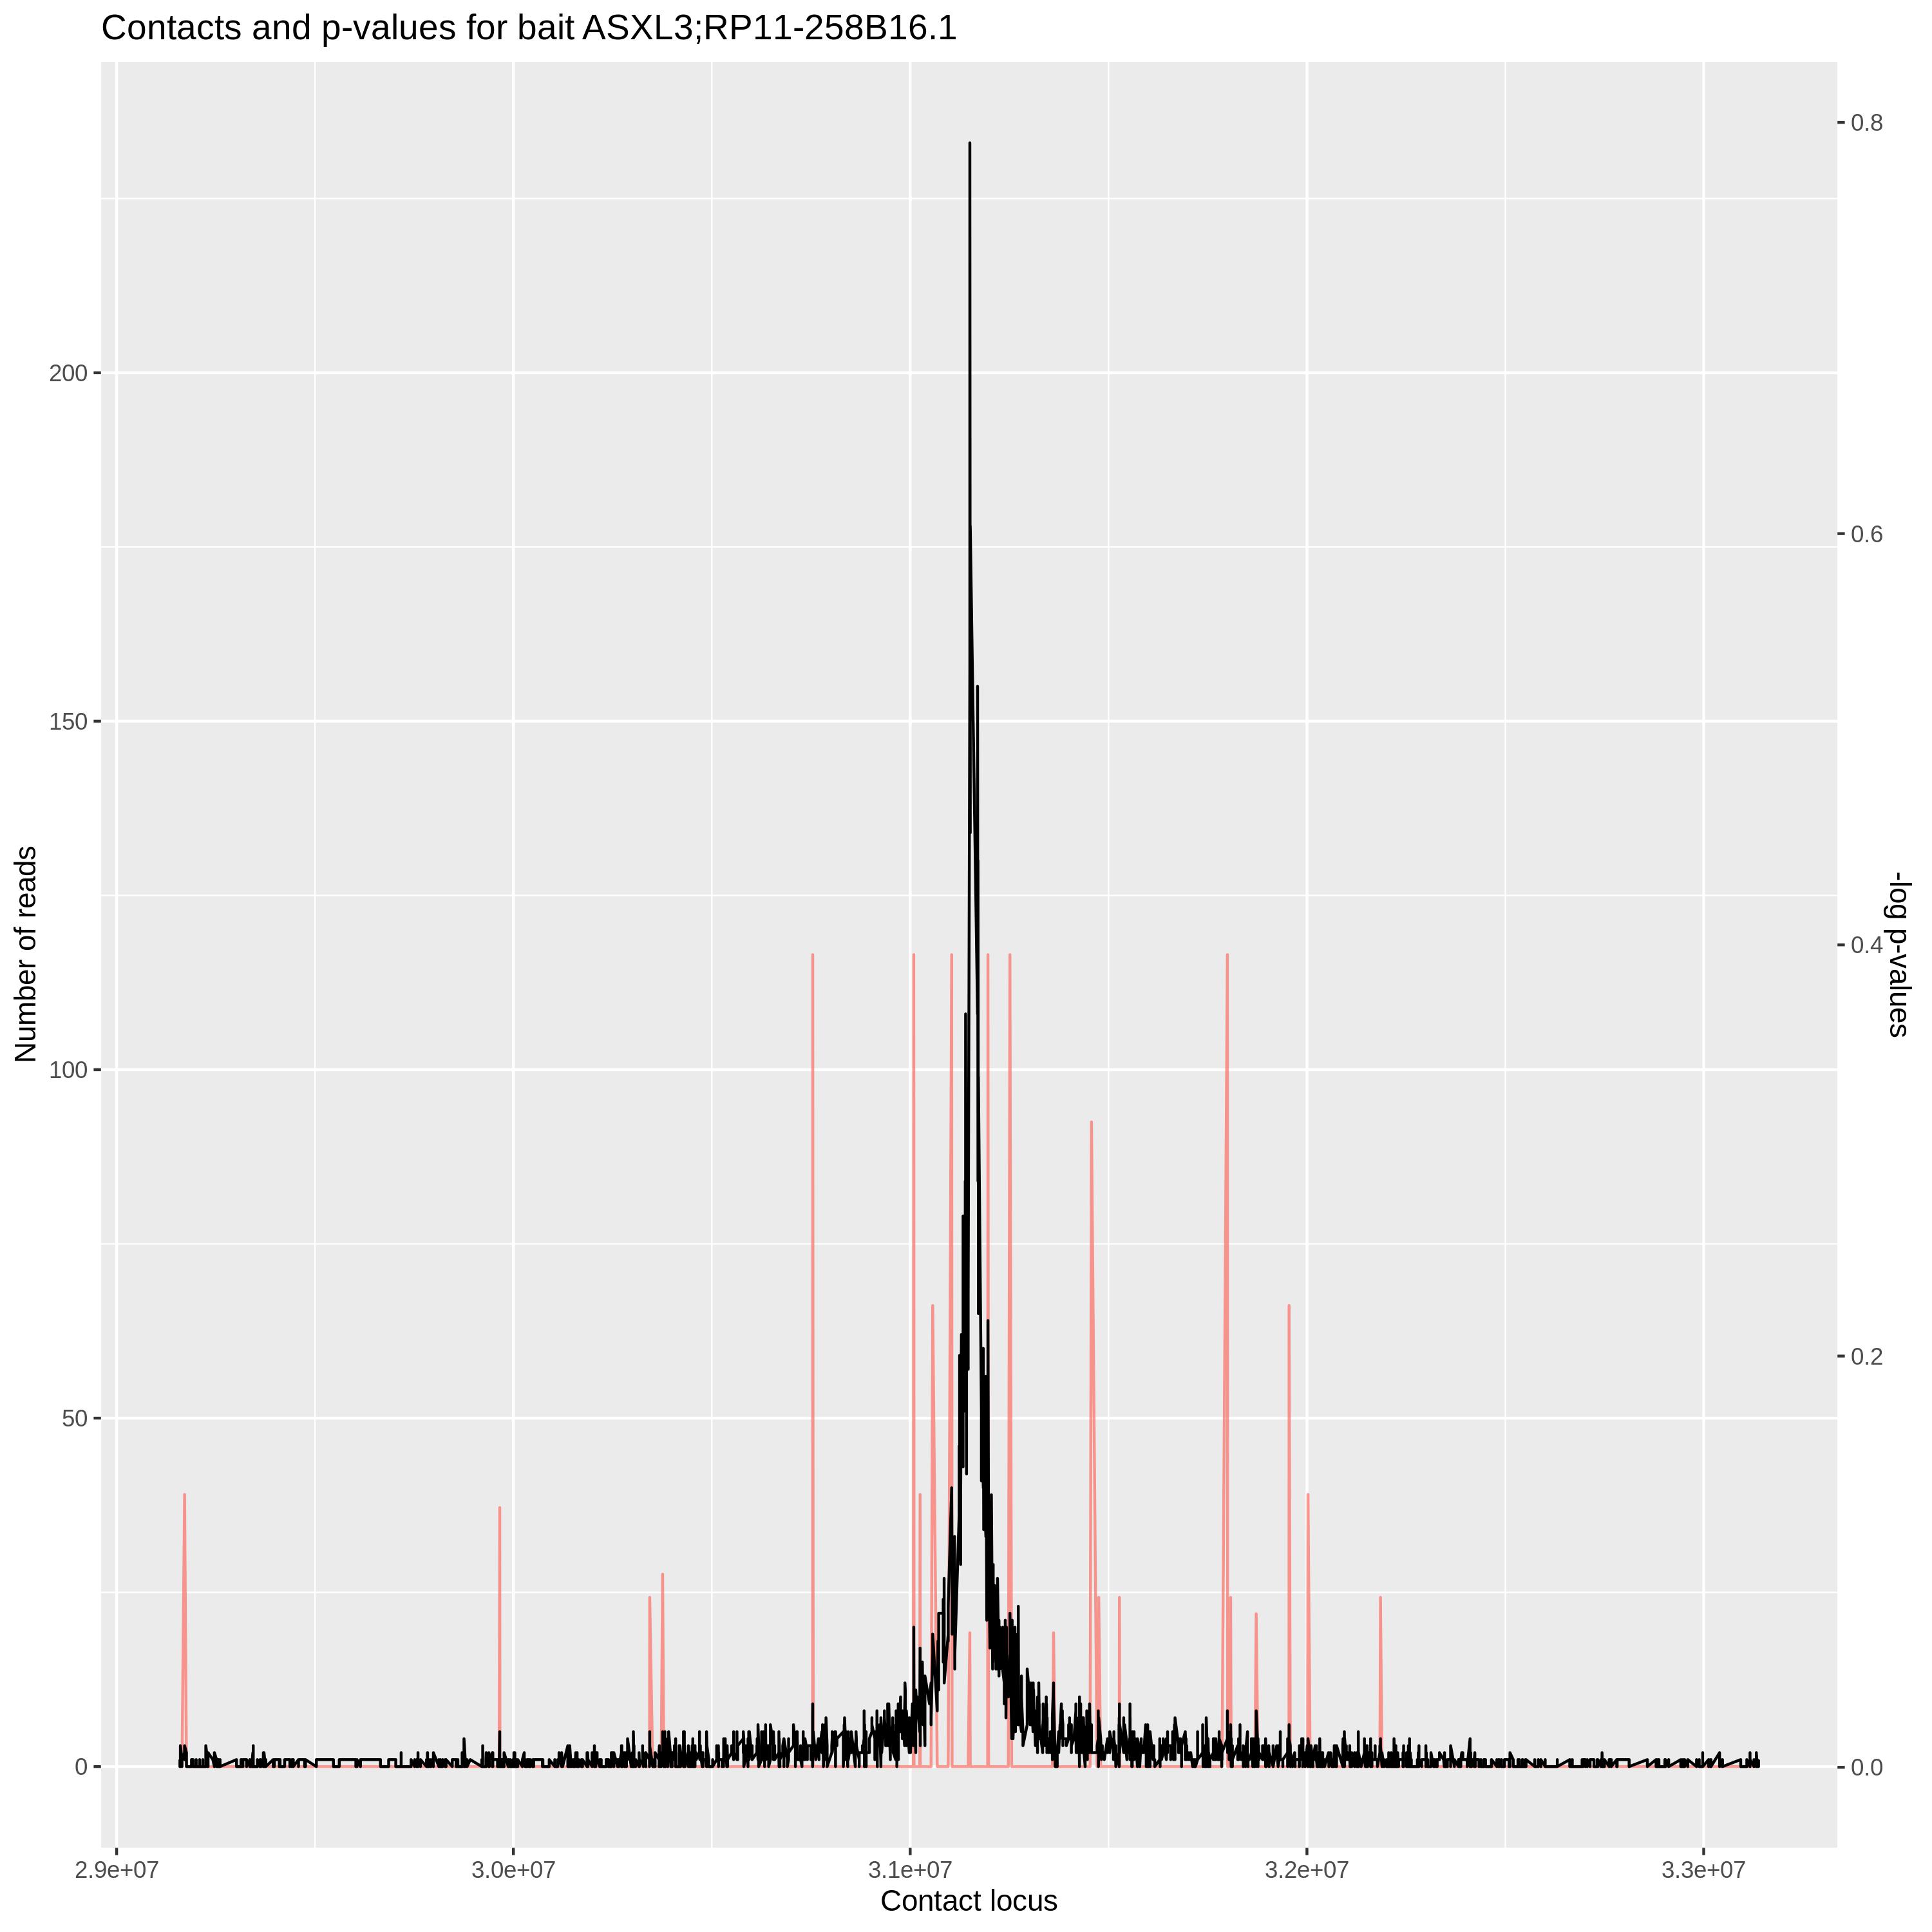 Contacts and p-values for bait ASXL3;RP11-258B16.1
Number of reads
200
150
100
50
0
0.8
0.6
0.4
0.2
0.0
-log p-values
2.9e+07 3.0e+07 3.1e+07 3.2e+07 3.3e+07
Contact locus